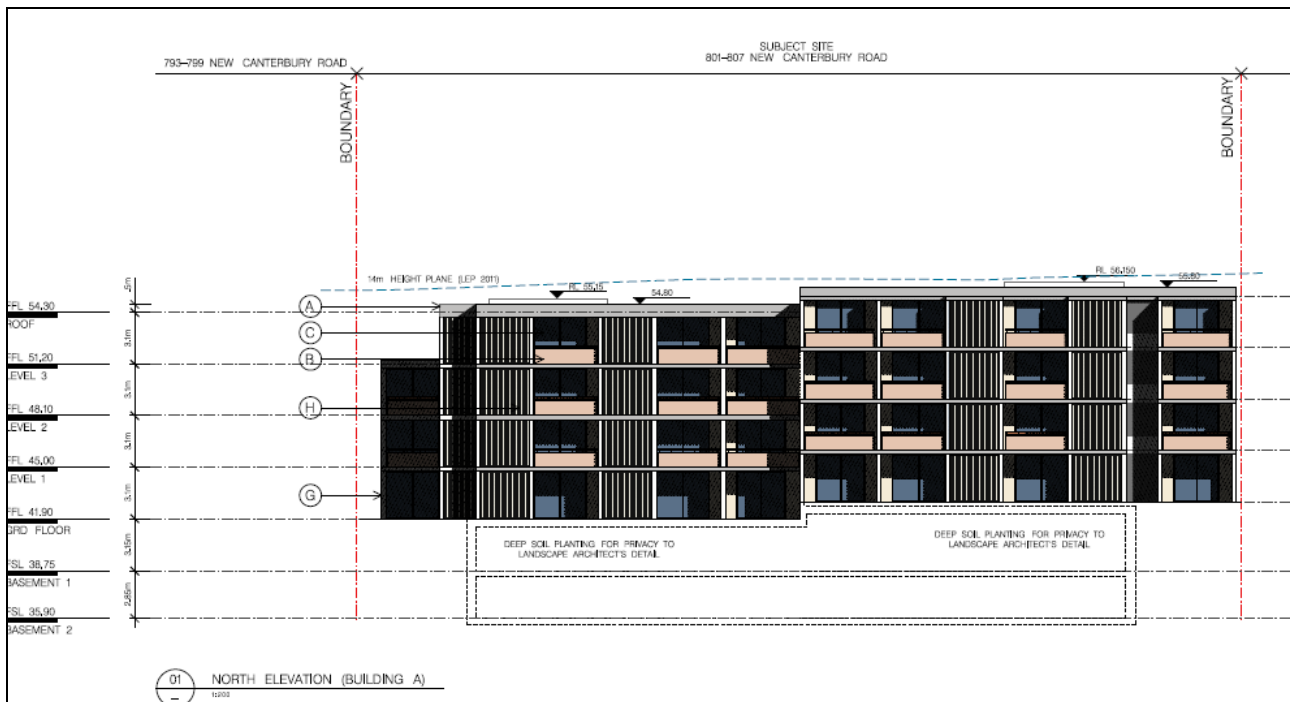 SUBJECT SITE
793-799 NEW CANTERBURY ROAD
801-807 NEW CANTERBURY ROAD
BOUNDARY
BOUNDARY
14m HEIGHT PLANE (LEP 2011)
RL 55.15
54.80
RL 56.150
55.80
.5m
FFL 54.30
ROOF
A
3.1m
C
B
FFL 51.20
LEVEL 3
3.1m
H
FFL 48.10
LEVEL 2
3.1m
FFL 45.00
LEVEL 1
3.1m
G
FFL 41.90
GRD FLOOR
3.15m
DEEP SOIL PLANTING FOR PRIVACY TO
LANDSCAPE ARCHITECT'S DETAIL
DEEP SOIL PLANTING FOR PRIVACY TO
LANDSCAPE ARCHITECT'S DETAIL
FSL 38.75
BASEMENT 1
2.85m
FSL 35.90
BASEMENT 2
01
NORTH ELEVATION (BUILDING A)
1:200